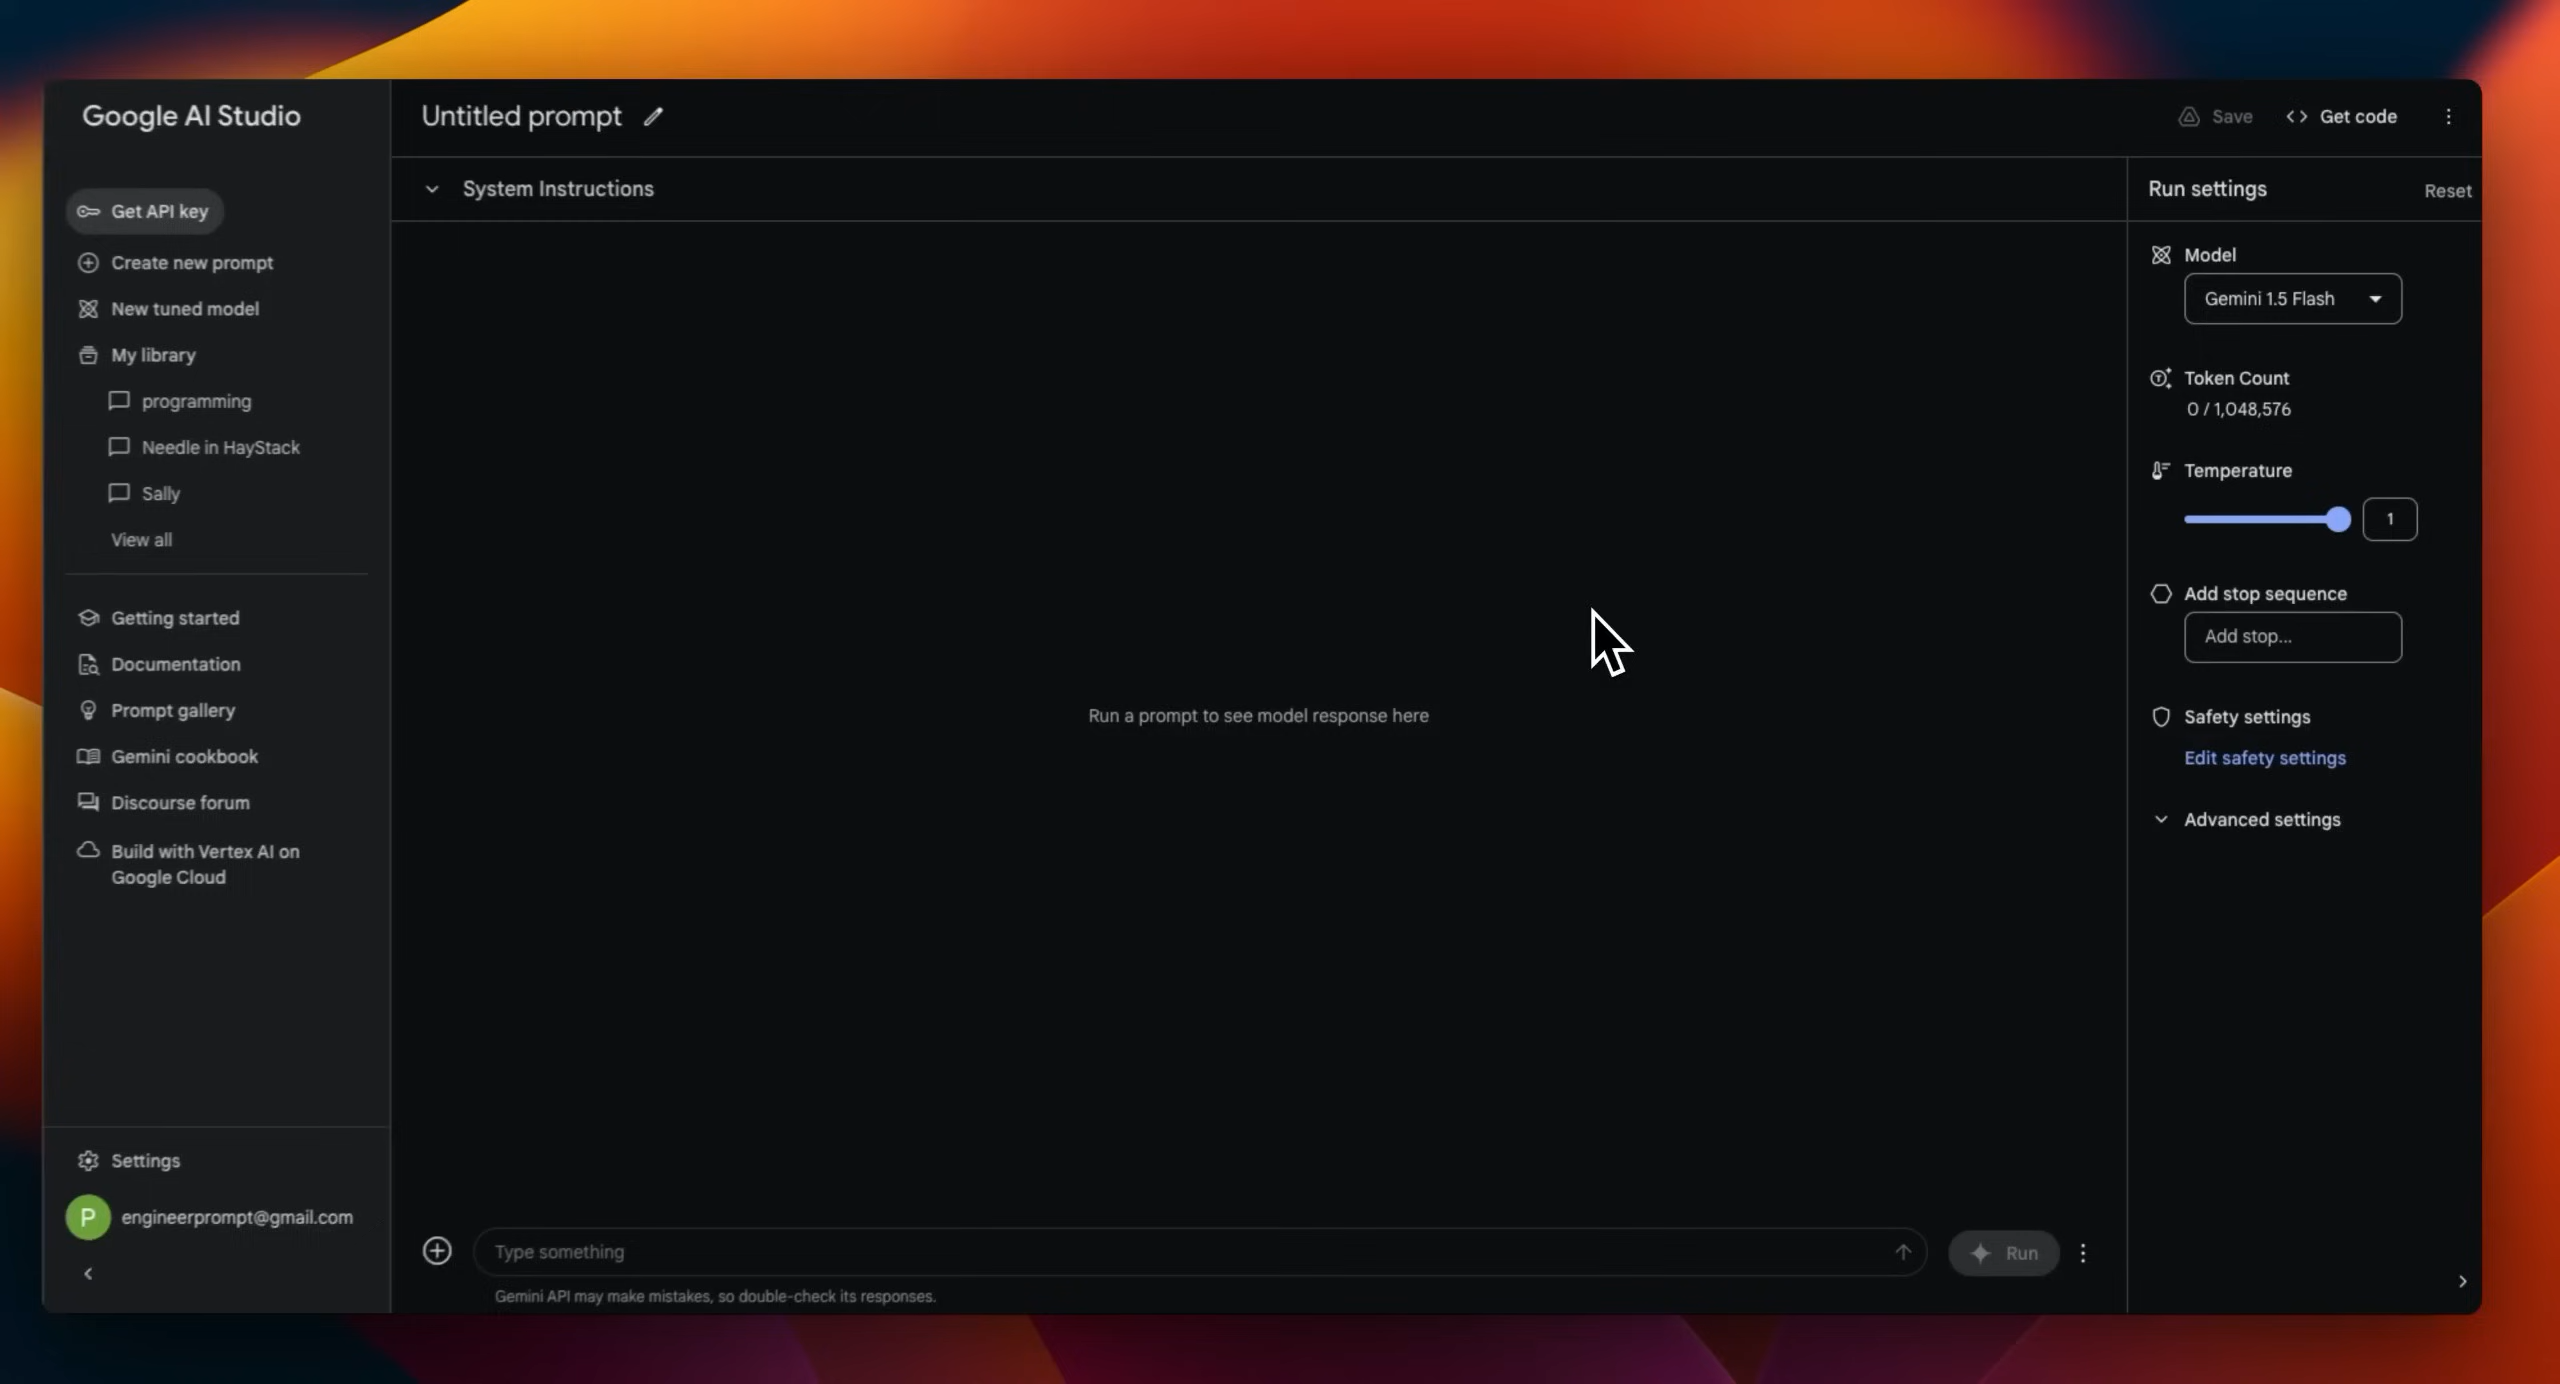 Google AI Studio
Get API key
Create new prompt
New tuned model
My library
programming
Needle in HayStack
Sally
View all
Getting started
Documentation
Prompt gallery
Gemini cookbook
Discourse forum
Build with Vertex AI on
Google Cloud
Settings
P engineerprompt@gmail.com
Untitled prompt
Save
Get code
System Instructions
Run a prompt to see model response here
Type something
Run
Gemini API may make mistakes, so double-check its responses.
Run settings
Reset
Model
Gemini 1.5 Flash
Token Count
0 / 1,048,576
Temperature
1
Add stop sequence
Add stop...
Safety settings
Edit safety settings
Advanced settings